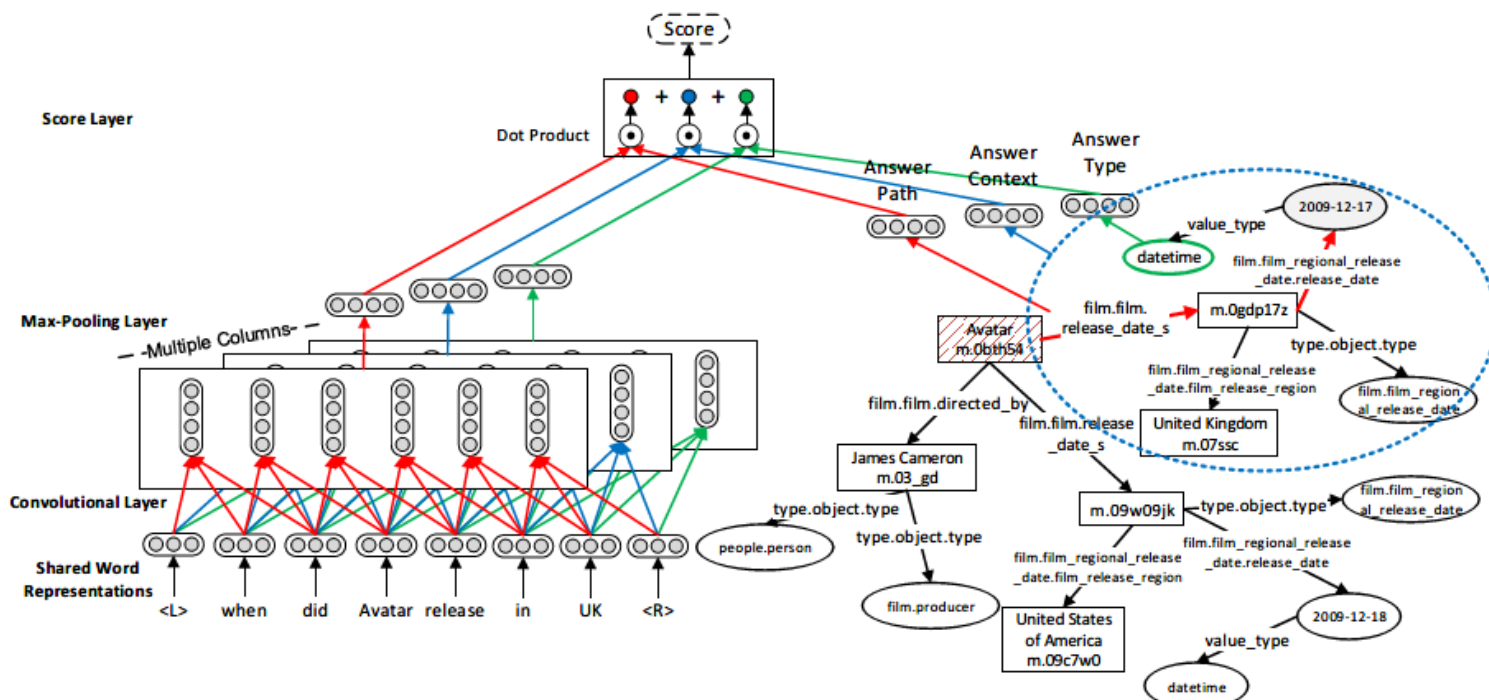 Score
Score Layer
+ +
Dot Product
Answer
Path
Answer
Context
Answer
Type
2009-12-17
value_type
datetime
film.film_regional_release
_date.release_date
Max-Pooling Layer
-Multiple Columns-
film.film.
release_date_s
m.0gdp17z
Avatar
m.0bth54
type.object.type
film.film_regional_release
_date.film_release_region
film.film_region
al_release_date
film.film.directed_by
film.film.release
_date_s
United Kingdom
m.07ssc
James Cameron
m.03_gd
Convolutional Layer
m.09w09jk
type.object.type
film.film_region
al_release_date
type.object.type
people.person
type.object.type
film.film_regional_release
_date.film_release_region
film.film_regional_release
_date.release_date
Shared Word
Representations
<L> when did Avatar release in UK <R>
film.producer
United States
of America
m.09c7w0
2009-12-18
value_type
datetime